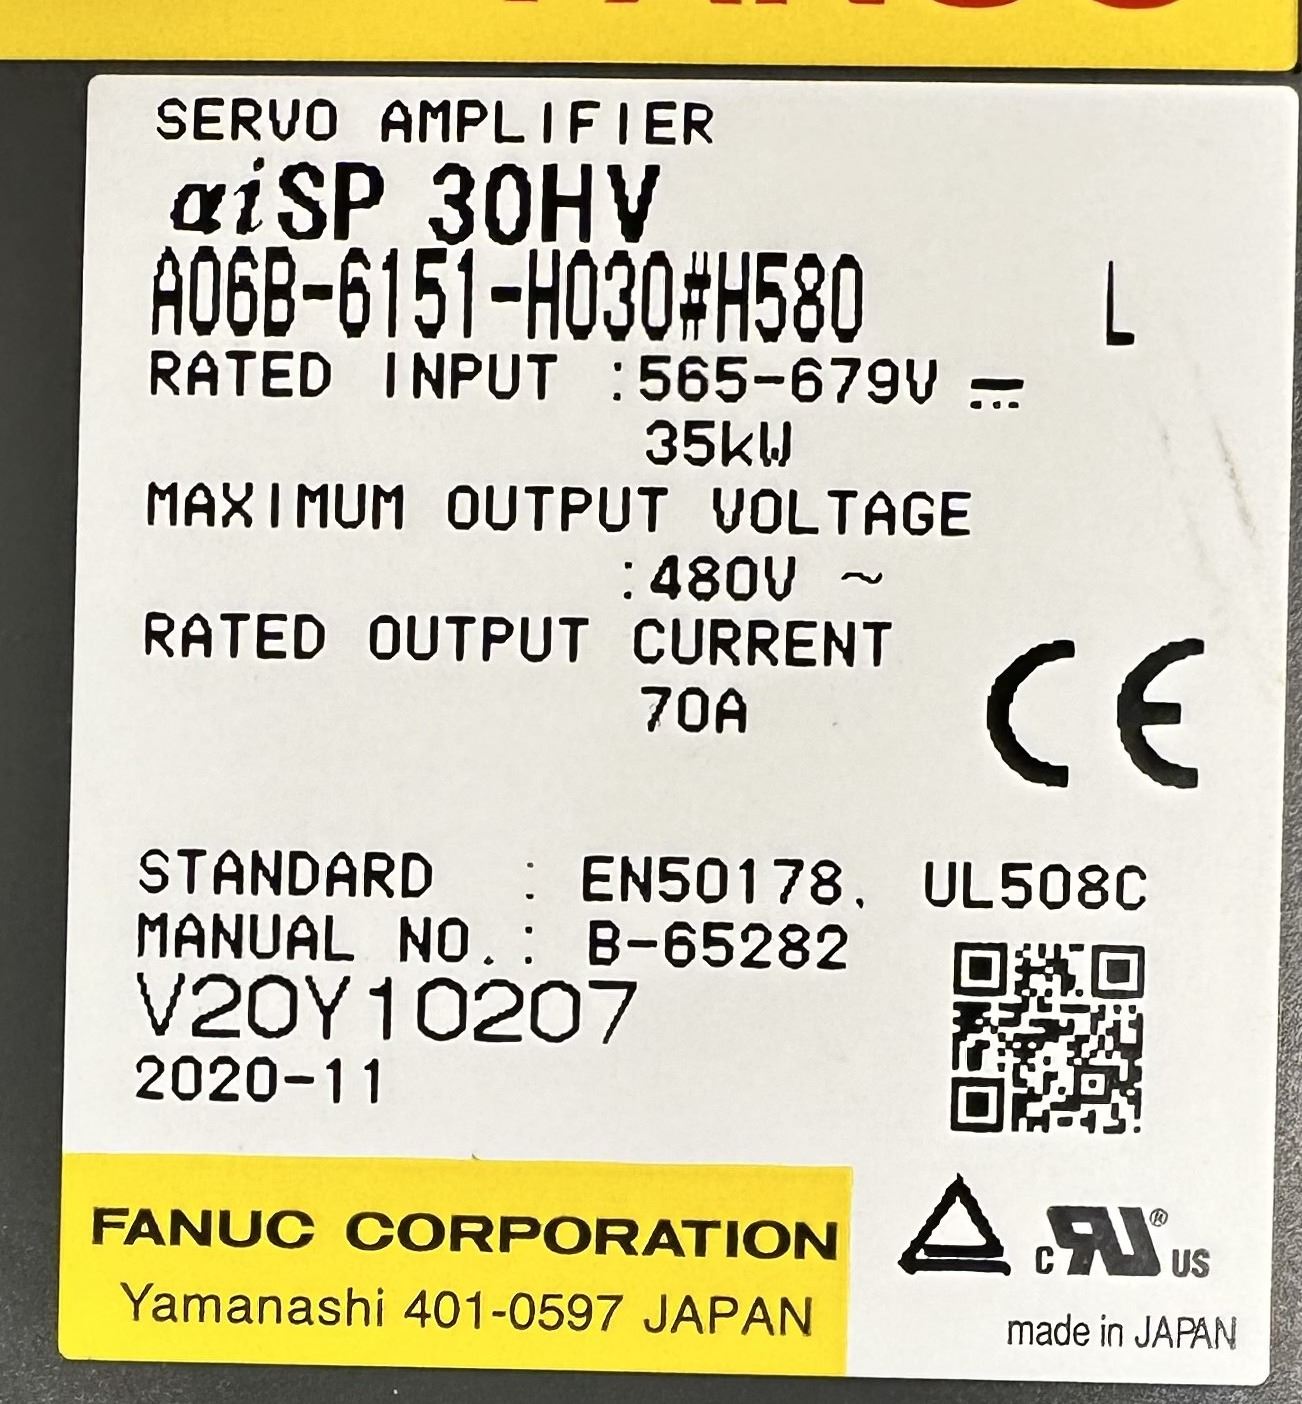 FANUC
SERVO AMPLIFIER
αiSP 30HV
A06B-6151-H030#H580 L
RATED INPUT :565-679V ⎓
35kW
MAXIMUM OUTPUT VOLTAGE
:480V ~
RATED OUTPUT CURRENT
70A
CE
STANDARD : EN50178, UL508C
MANUAL NO.: B-65282
V20Y10207
2020-11
FANUC CORPORATION
Yamanashi 401-0597 JAPAN
c RU ® US
made in JAPAN